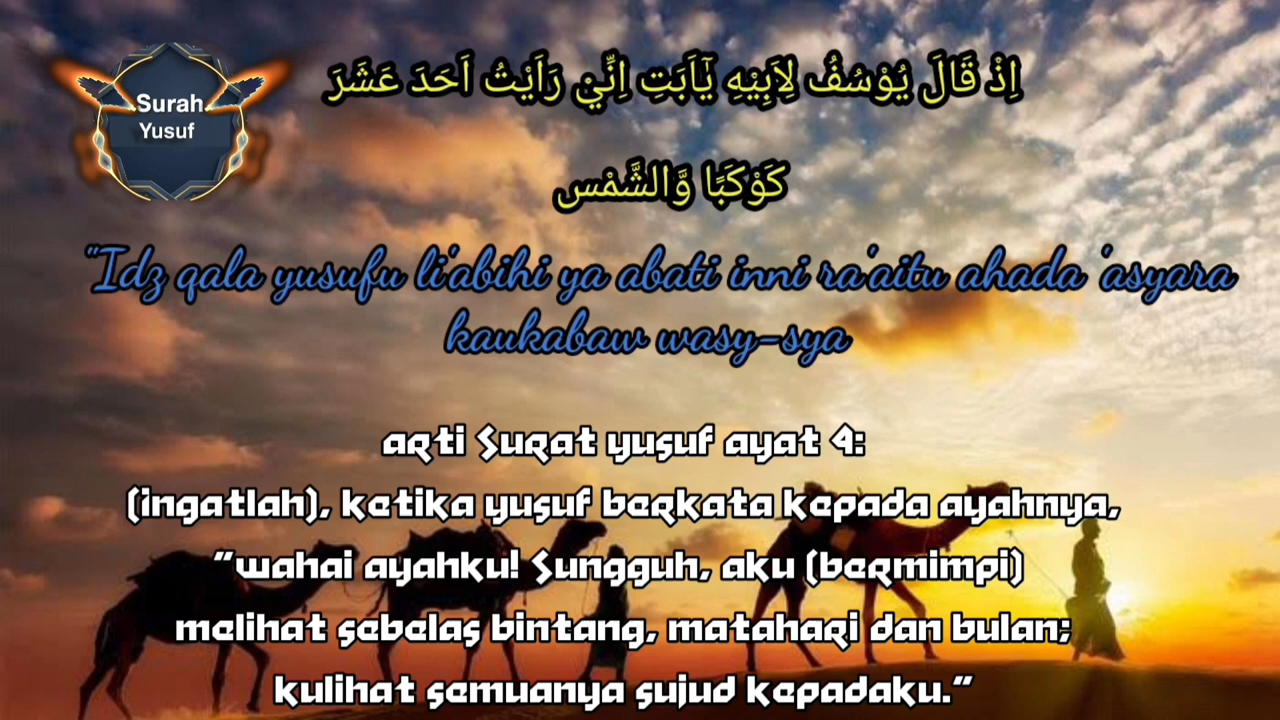 Surah
Yusuf
اِذْ قَالَ يُوْسُفُ لِاَبِيْهِ يٰٓاَبَتِ اِنِّيْ رَاَيْتُ اَحَدَ عَشَرَ
كَوْكَبًا وَّالشَّمْس
"Idz qala yusufu li'abihi ya abati inni ra'aitu ahada 'asyara
kaukabaw wasy-sya
arti Surat yusuf ayat 4:
(ingatlah), ketika yusuf berkata kepada ayahnya,
"wahai ayahku! Sungguh, aku (bermimpi)
melihat sebelas bintang, matahari dan bulan;
kulihat semuanya sujud kepadaku."